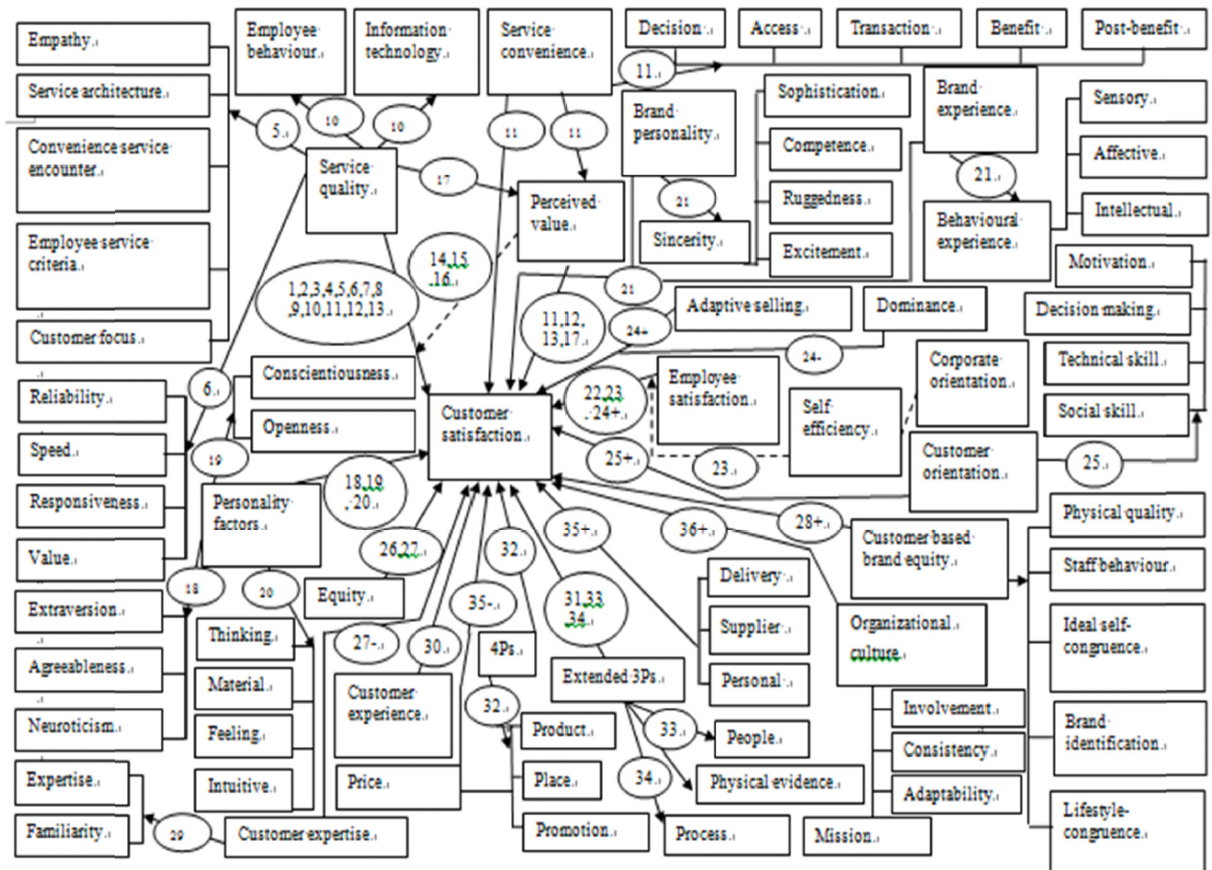 Empathy.
Service architecture.
Convenience service
encounter.
Employee service
criteria.
Customer focus.
Employee
behaviour.
Information
technology.
Service
convenience.
Decision.
Access.
Transaction.
Benefit.
Post-benefit.
5.
10
10
11
11
11.
Service
quality.
17
Perceived
value.
Brand
personality.
21
Sincerity.
Sophistication.
Competence.
Ruggedness.
Excitement.
Brand
experience.
21.
Behavioural
experience.
Sensory.
Affective.
Intellectual.
Motivation.
Decision making.
Technical skill.
Social skill.
1,2,3,4,5,6,7,8
,9,10,11,12,13.
14,15
,16.
11,12,
13,17.
21
24+
Adaptive selling.
Dominance.
24-
Corporate
orientation.
6.
Conscientiousness.
Openness.
19
Customer
satisfaction.
22,23
,24+.
Employee
satisfaction.
Self-
efficiency.
23.
25+.
Customer
orientation.
25.
Reliability.
Speed.
Responsiveness.
Value.
Extraversion.
Agreeableness.
Neuroticism.
Expertise.
Familiarity.
Personality
factors.
18,19
,20.
18
20
Thinking.
Material.
Feeling.
Intuitive.
26,27.
Equity.
27-.
30.
35-.
32.
4Ps.
32.
31,33
34.
35+.
36+.
28+.
Customer based
brand equity.
Customer
experience.
Price.
Customer expertise.
29
Product.
Place.
Promotion.
Extended 3Ps.
33.
34.
People.
Physical evidence.
Process.
Delivery.
Supplier.
Personal.
Organizational
culture.
Involvement.
Consistency.
Adaptability.
Mission.
Physical quality.
Staff behaviour.
Ideal self-
congruence.
Brand
identification.
Lifestyle-
congruence.